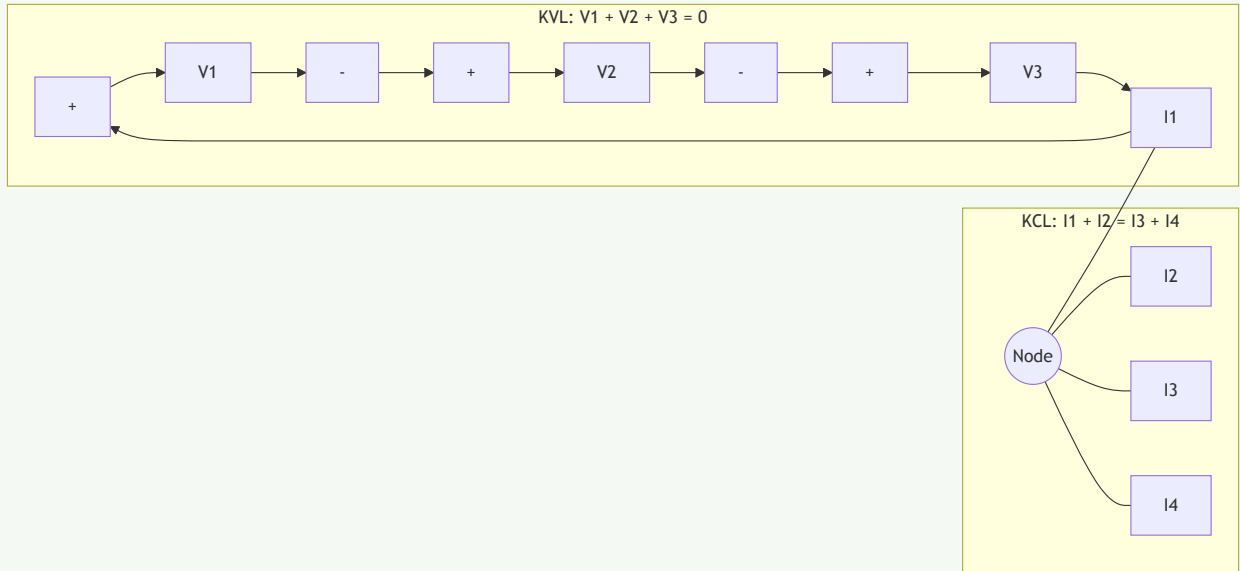 KVL: V1 + V2 + V3 = 0
+
V1
-
+
V2
-
+
V3
I1
KCL: I1 + I2 = I3 + I4
I2
Node
I3
I4